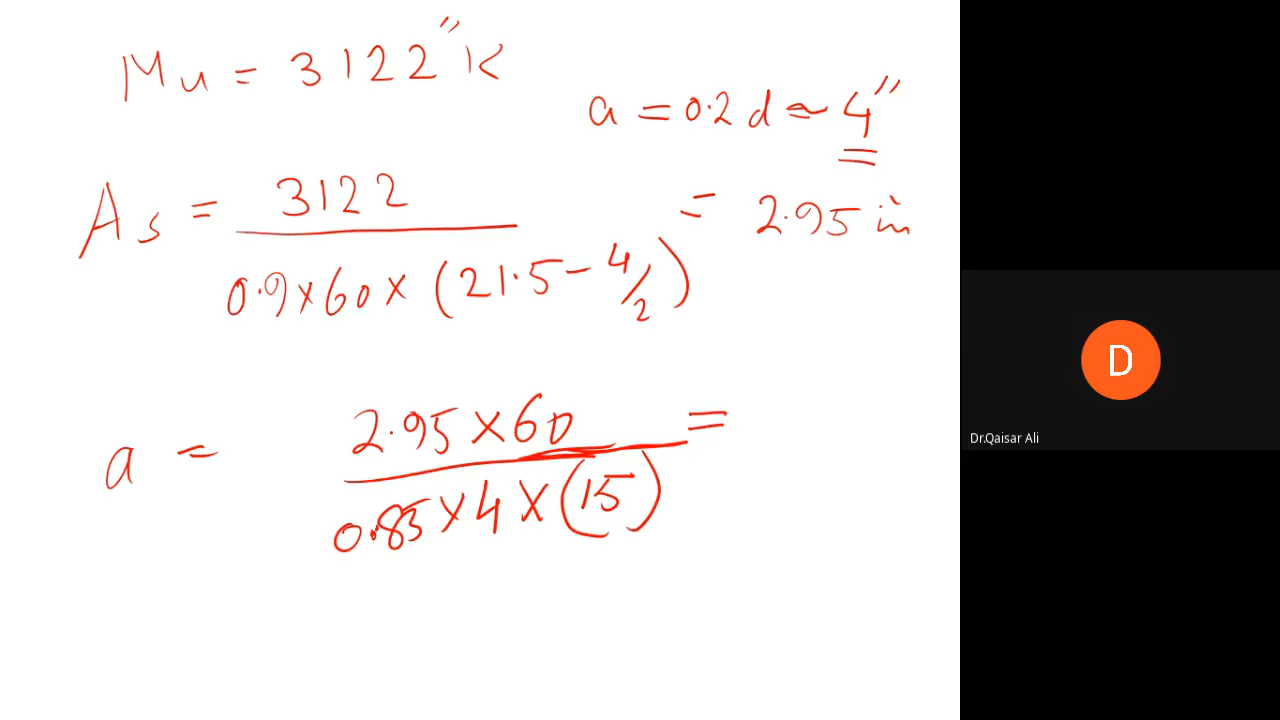 Mu = 3122"K
a = 0.2d ≈ 4"
As = 3122 / 0.9×60×(21.5-4/2) = 2.95 in
a = 2.95×60 / 0.85×4×(15) =
D
Dr.Qaisar Ali